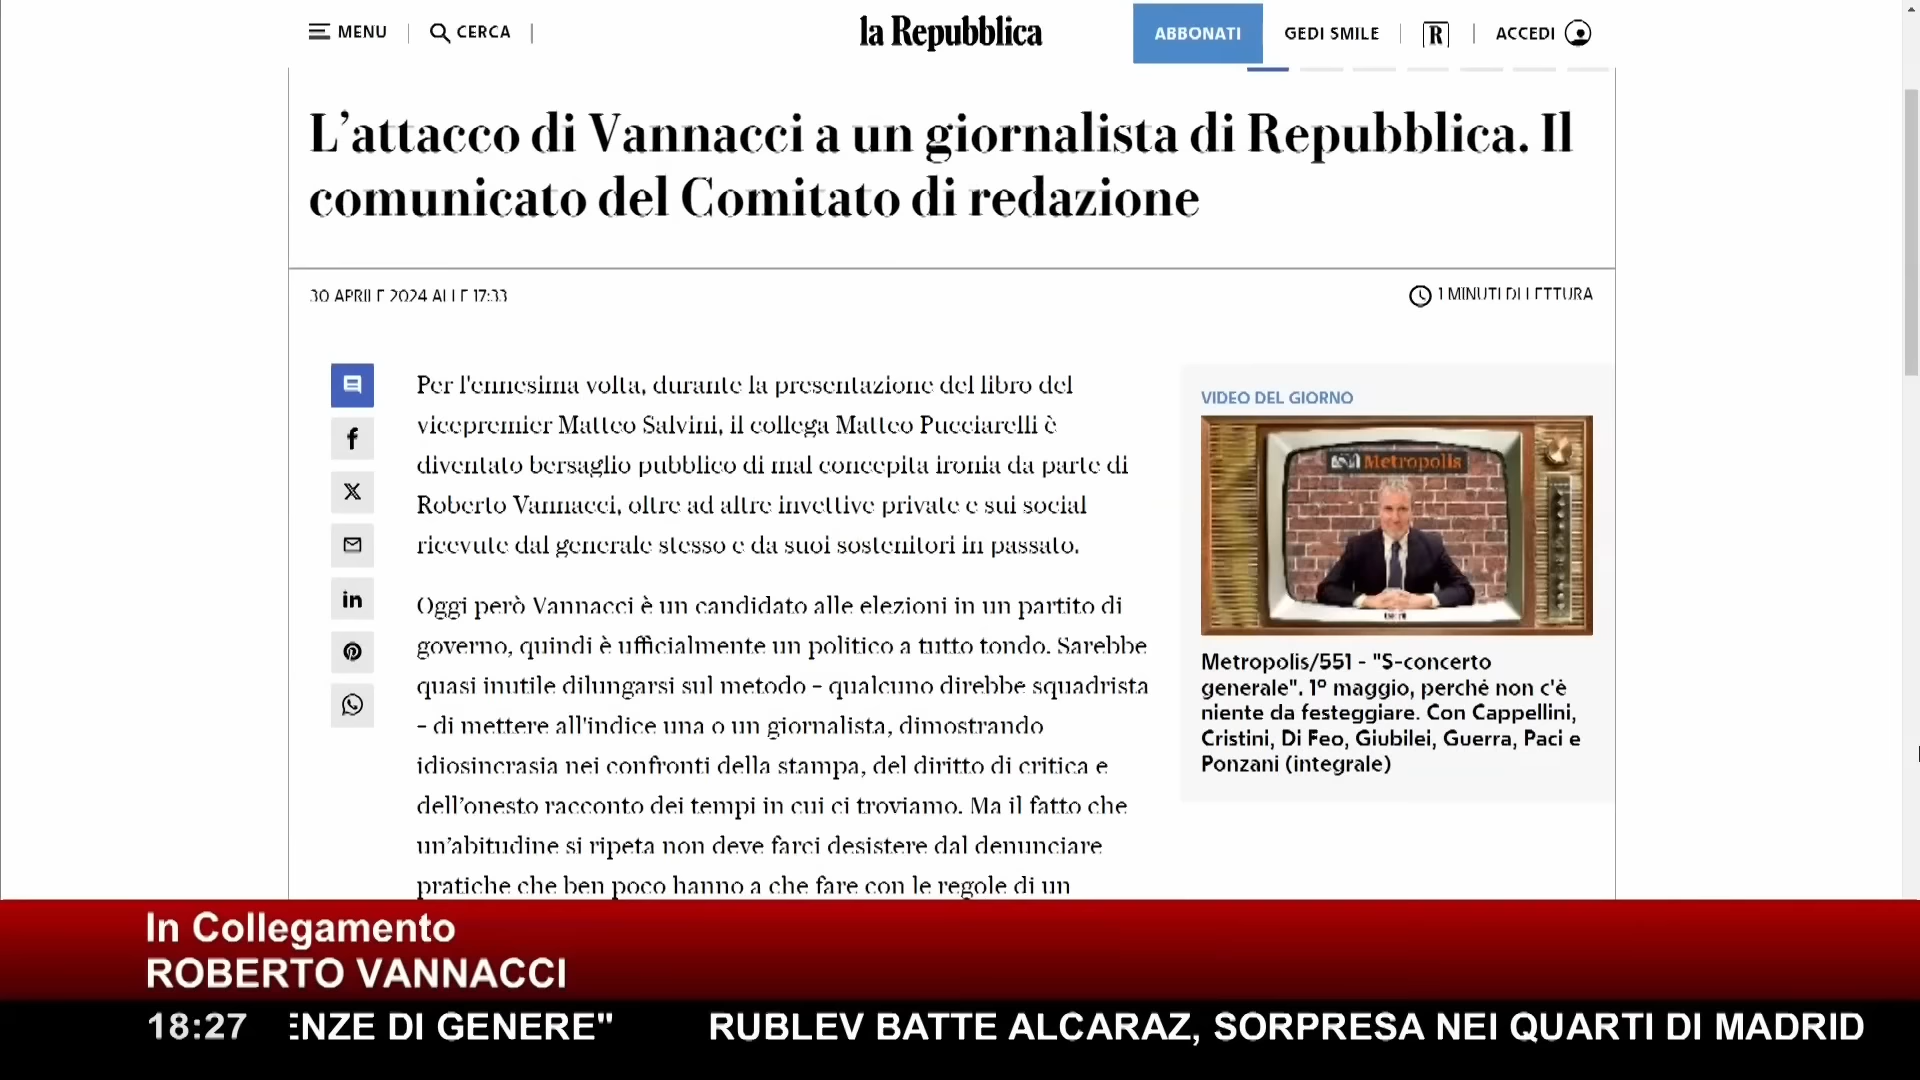 MENU
CERCA
la Repubblica
ABBONATI
GEDI SMILE
R
ACCEDI
L'attacco di Vannacci a un giornalista di Repubblica. Il
comunicato del Comitato di redazione
30 APRILE 2024 ALLE 17:33
1 MINUTI DI LETTURA
Per l'ennesima volta, durante la presentazione del libro del
vicepremier Matteo Salvini, il collega Matteo Pucciarelli è
diventato bersaglio pubblico di mal concepita ironia da parte di
Roberto Vannacci, oltre ad altre invettive private e sui social
ricevute dal generale stesso e da suoi sostenitori in passato.
Oggi però Vannacci è un candidato alle elezioni in un partito di
governo, quindi è ufficialmente un politico a tutto tondo. Sarebbe
quasi inutile dilungarsi sul metodo - qualcuno direbbe squadrista
- di mettere all'indice una o un giornalista, dimostrando
idiosincrasia nei confronti della stampa, del diritto di critica e
dell'onesto racconto dei tempi in cui ci troviamo. Ma il fatto che
un'abitudine si ripeta non deve farci desistere dal denunciare
pratiche che ben poco hanno a che fare con le regole di un
VIDEO DEL GIORNO
Metropolis
Metropolis/551 - "S-concerto
generale". 1º maggio, perché non c'è
niente da festeggiare. Con Cappellini,
Cristini, Di Feo, Giubilei, Guerra, Paci e
Ponzani (integrale)
In Collegamento
ROBERTO VANNACCI
18:27 ENZE DI GENERE" RUBLEV BATTE ALCARAZ, SORPRESA NEI QUARTI DI MADRID